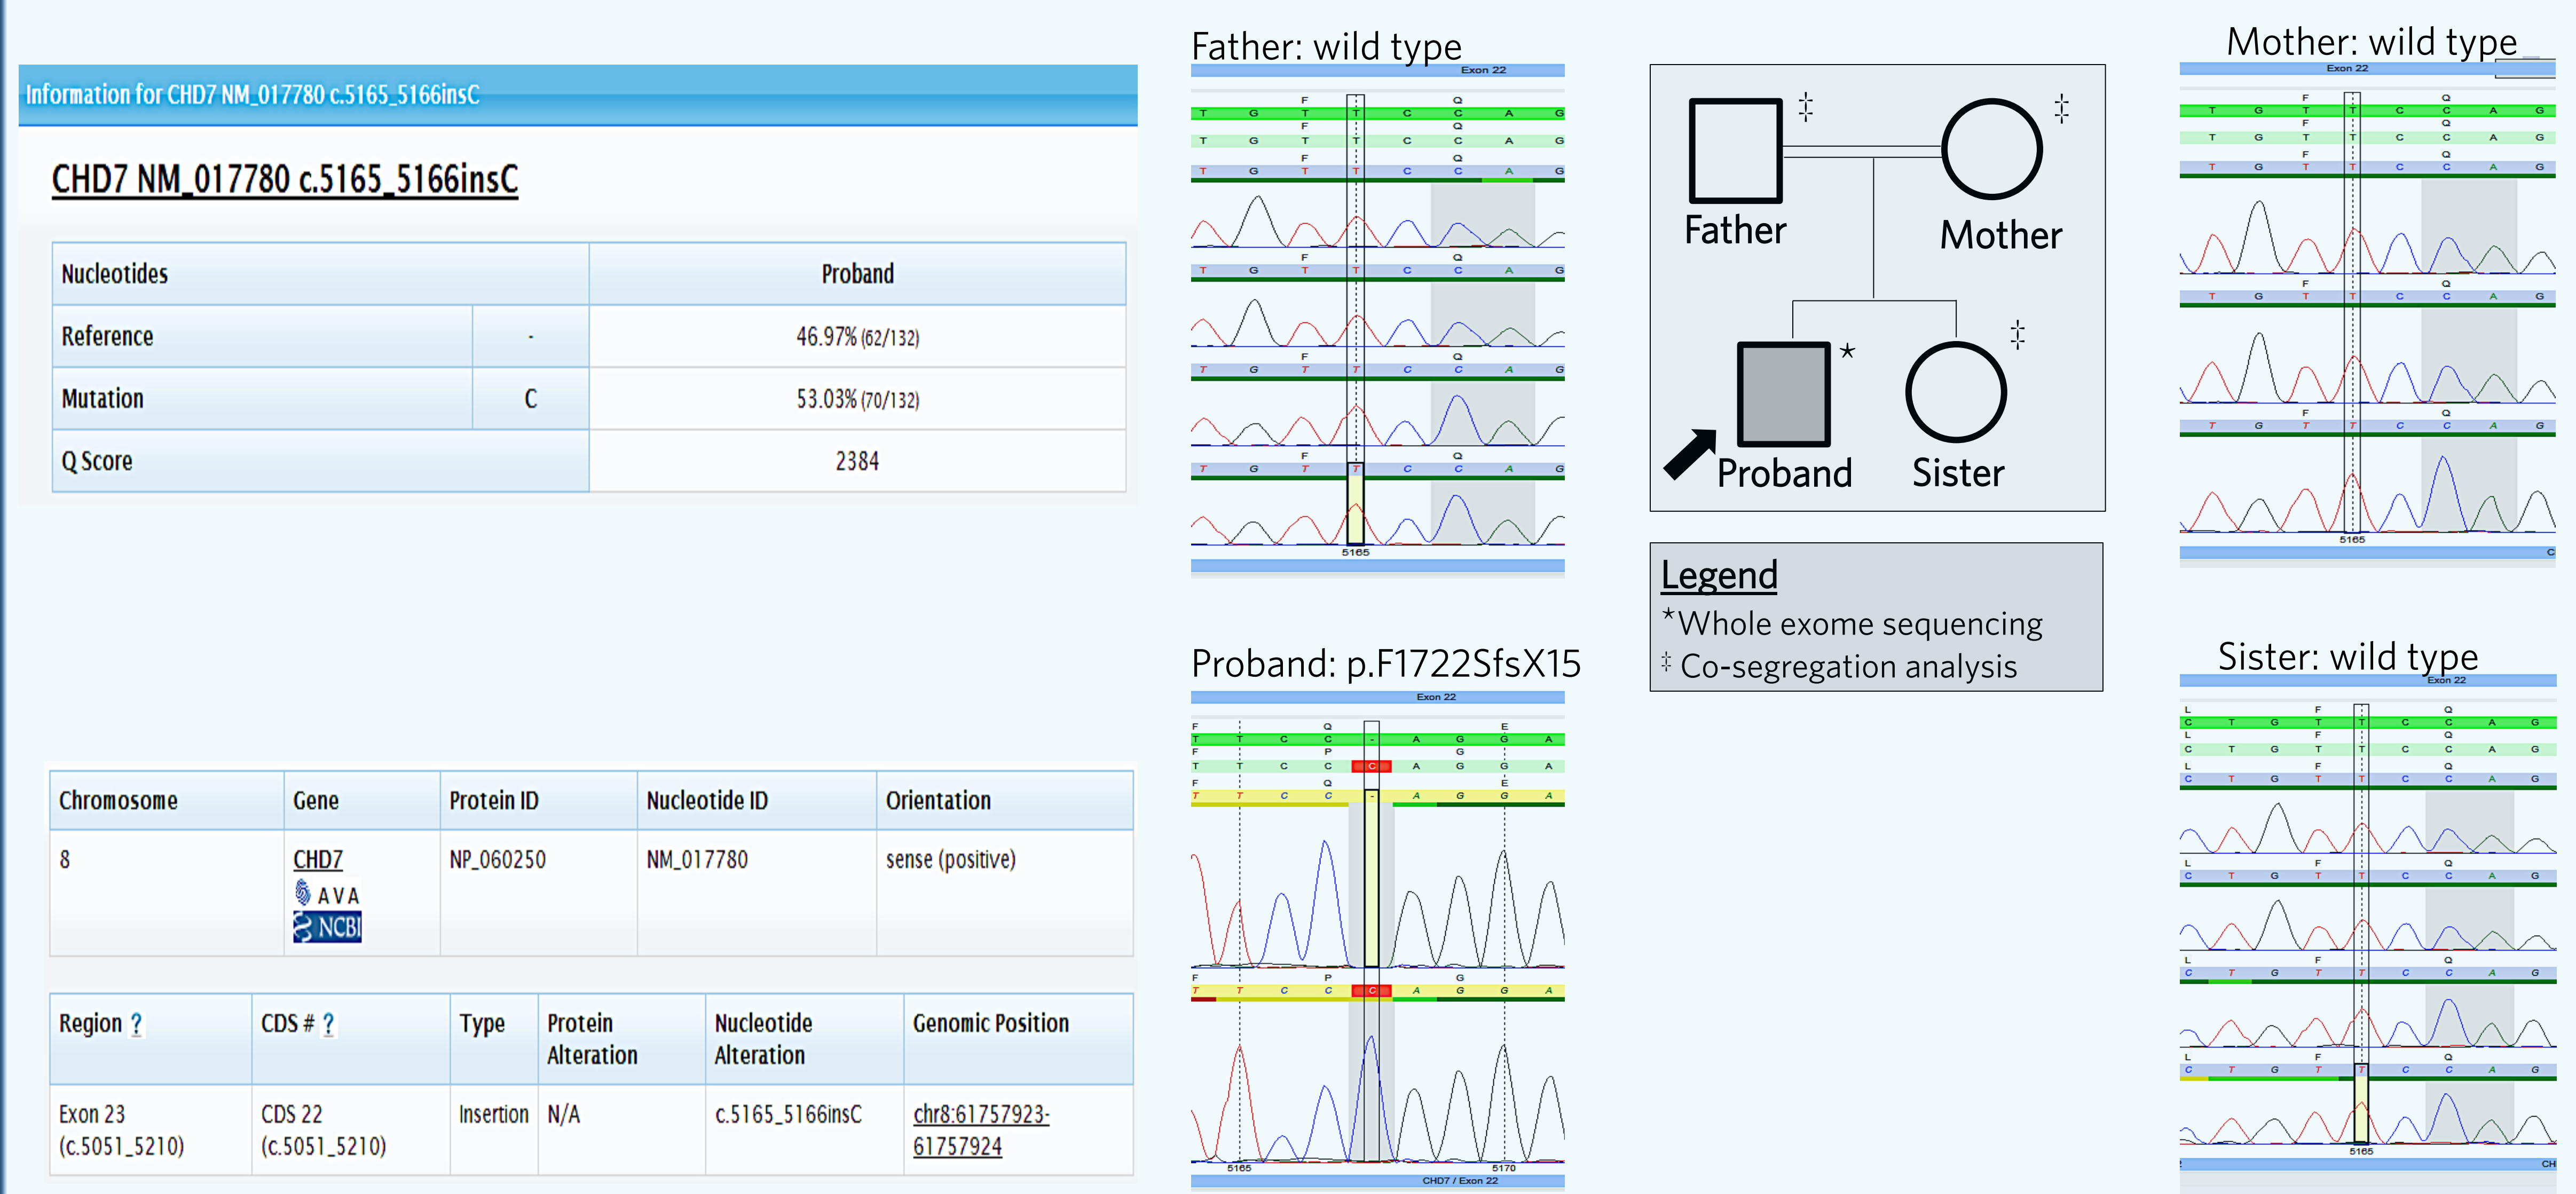 Information for CHD7 NM_017780 c.5165_5166insC
CHD7 NM_017780 c.5165_5166insC
Nucleotides Proband
Reference - 46.97% (62/132)
Mutation C 53.03% (70/132)
Q Score 2384
Chromosome Gene Protein ID Nucleotide ID Orientation
8 CHD7 NP_060250 NM_017780 sense (positive)
AVA
NCBI
Region ? CDS # ? Type Protein Alteration Nucleotide Alteration Genomic Position
Exon 23 (c.5051_5210) CDS 22 (c.5051_5210) Insertion N/A c.5165_5166insC chr8:61757923-61757924
Father: wild type
Exon 22
F Q
T G T T C C A G
F Q
T G T T C C A G
F Q
T G T T C C A G
F Q
T G T T C C A G
F Q
T G T T C C A G
F Q
T G T T C C A G
5165
Proband: p.F1722SfsX15
Exon 22
F Q E
T T C C - A G G A
F P G
T T C C C A G G A
F Q E
T T C C - A G G A
F P G
T T C C C A G G A
5165 5170
CHD7 / Exon 22
‡ ‡
Father Mother
* ‡
Proband Sister
Legend
*Whole exome sequencing
‡ Co-segregation analysis
Mother: wild type
Exon 22
F Q
T G T T C C A G
F Q
T G T T C C A G
F Q
T G T T C C A G
F Q
T G T T C C A G
F Q
T G T T C C A G
5165
C
Sister: wild type
Exon 22
L F Q
C T G T T C C A G
L F Q
C T G T T C C A G
L F Q
C T G T T C C A G
L F Q
C T G T T C C A G
L F Q
C T G T T C C A G
L F Q
C T G T T C C A G
5165
CH